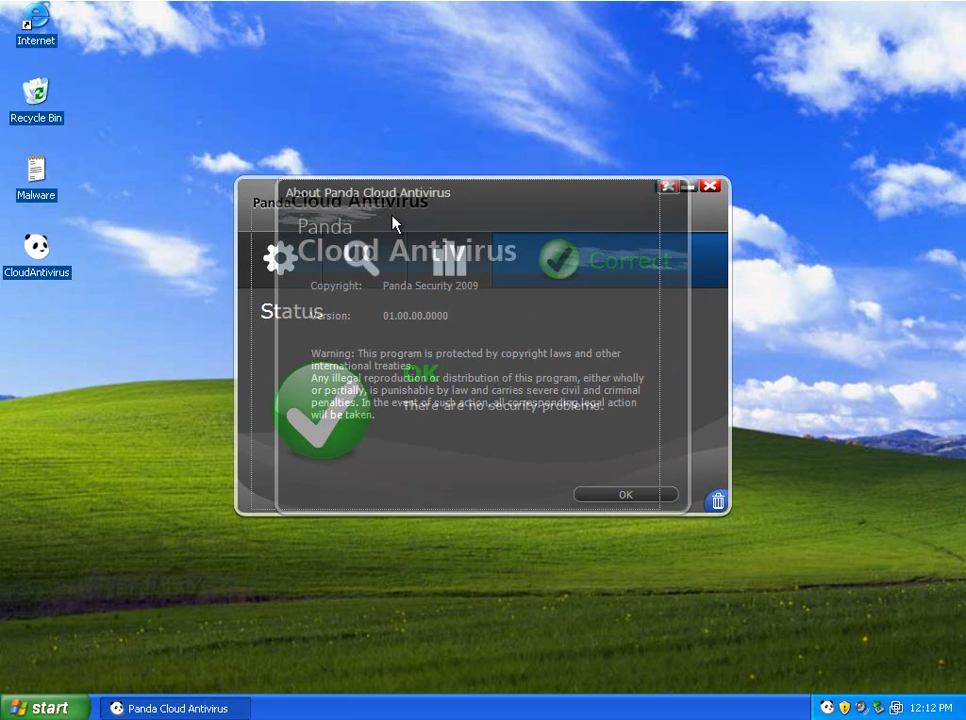 Internet
Recycle Bin
Malware
CloudAntivirus
About Panda Cloud Antivirus
PandaCloud Antivirus
Panda
Cloud Antivirus
Correct
Copyright: Panda Security 2009
Status
Version: 01.00.00.0000
Warning: This program is protected by copyright laws and other
international treaties.
OK
Any illegal reproduction or distribution of this program, either wholly
or partially, is punishable by law and carries severe civil and criminal
penalties. In the event of such action, all corresponding legal action
will be taken.
There are no security problems.
OK
start
Panda Cloud Antivirus
12:12 PM